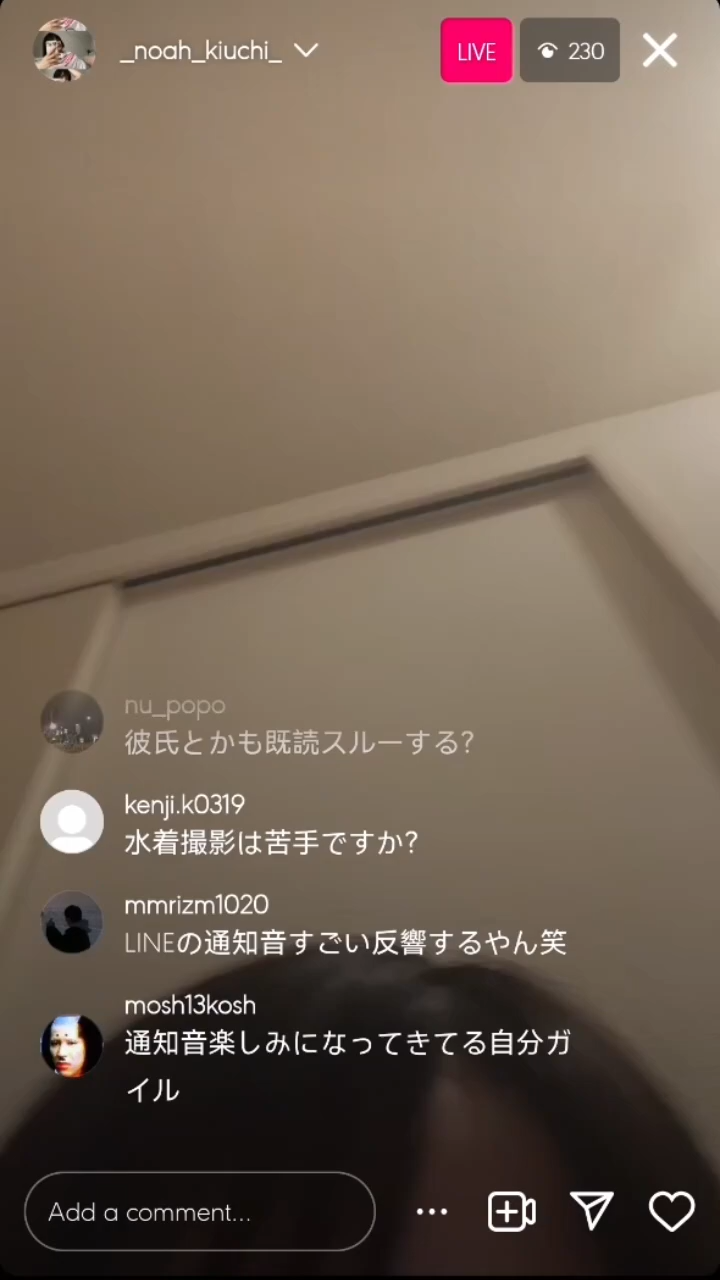 _noah_kiuchi_
LIVE
230
nu_popo
彼氏とかも既読スルーする?
kenji.k0319
水着撮影は苦手ですか?
mmrizm1020
LINEの通知音すごい反響するやん笑
mosh13kosh
通知音楽しみになってきてる自分ガ
イル
Add a comment...